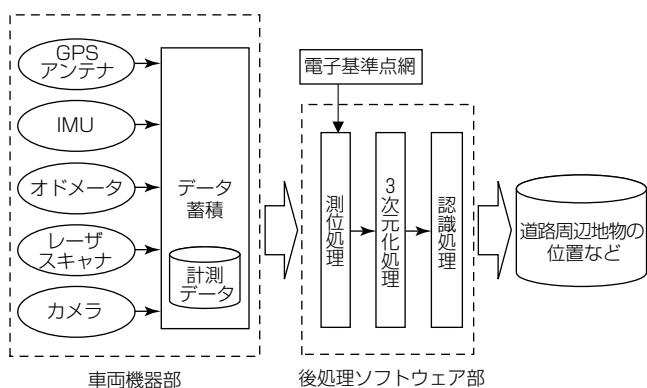 GPS
アンテナ
IMU
オドメータ
レーザ
スキャナ
カメラ
データ
蓄積
計測
データ
車両機器部
電子基準点網
測位処理
3次元化処理
認識処理
後処理ソフトウェア部
道路周辺地物の
位置など